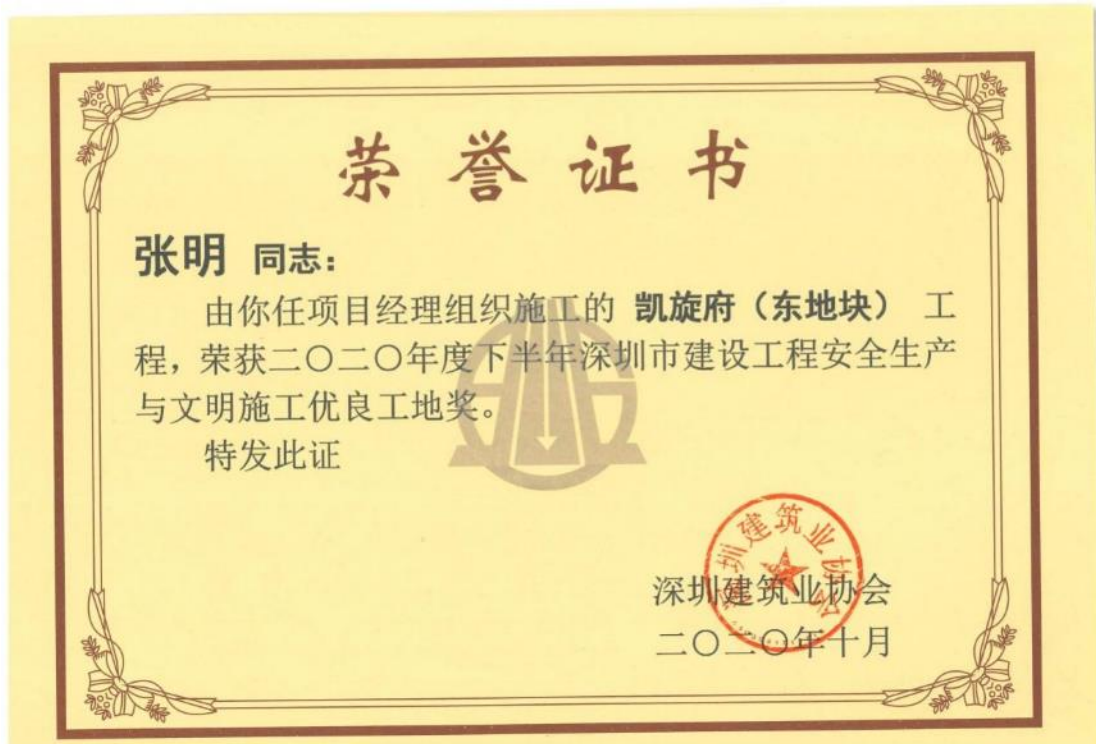 荣誉证书
张明 同志：
由你任项目经理组织施工的 凯旋府（东地块） 工
程，荣获二〇二〇年度下半年深圳市建设工程安全生产
与文明施工优良工地奖。
特发此证
深圳建筑业协会
深圳建筑业协会
二〇二〇年十月